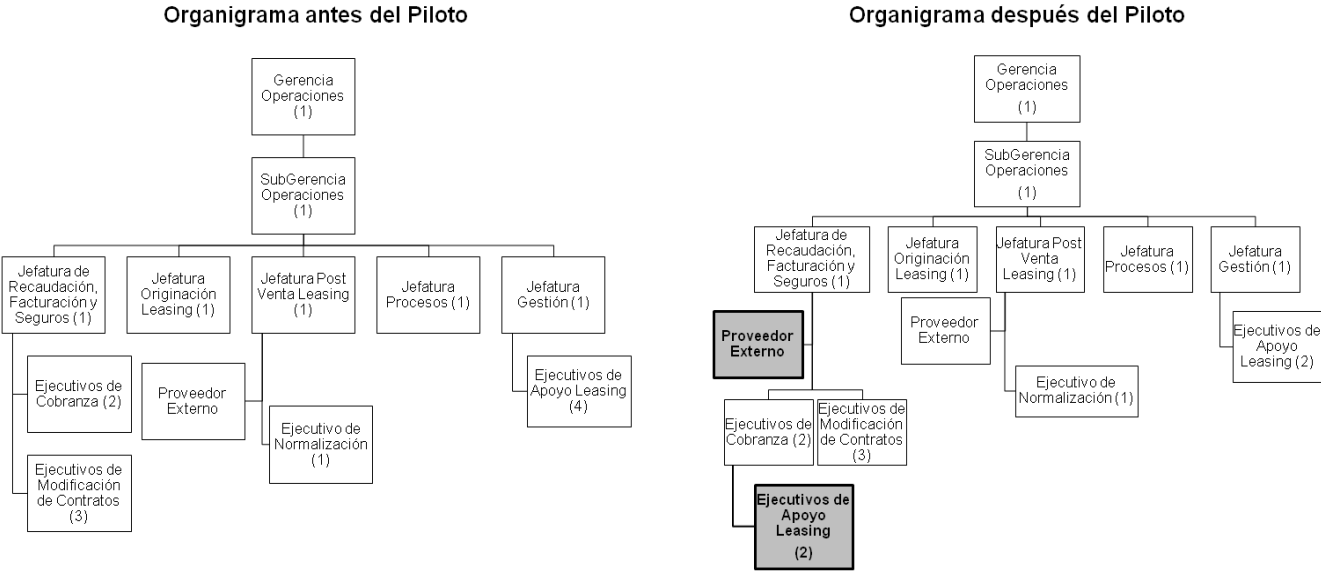 Organigrama antes del Piloto
Gerencia
Operaciones
(1)
SubGerencia
Operaciones
(1)
Jefatura de
Recaudación,
Facturación y
Seguros (1)
Jefatura
Originación
Leasing (1)
Jefatura Post
Venta Leasing
(1)
Jefatura
Procesos (1)
Jefatura
Gestión (1)
Ejecutivos de
Cobranza (2)
Ejecutivos de
Modificación
de Contratos
(3)
Proveedor
Externo
Ejecutivo de
Normalización
(1)
Ejecutivos de
Apoyo Leasing
(4)
Organigrama después del Piloto
Gerencia
Operaciones
(1)
SubGerencia
Operaciones
(1)
Jefatura de
Recaudación,
Facturación y
Seguros (1)
Jefatura
Originación
Leasing (1)
Jefatura Post
Venta
Leasing (1)
Jefatura
Procesos (1)
Jefatura
Gestión (1)
Proveedor
Externo
Proveedor
Externo
Ejecutivos de
Apoyo
Leasing (2)
Ejecutivo de
Normalización (1)
Ejecutivos de
Cobranza (2)
Ejecutivos de
Modificación
de Contratos
(3)
Ejecutivos de
Apoyo
Leasing
(2)